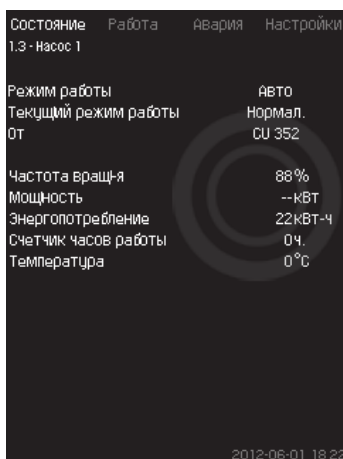 Состояние Работа Авария Настройки
1.3 - Насос 1
Режим работы Авто
Текущий режим работы Нормал.
От CU 352
Частота вращ-я 88%
Мощность --кВт
Энергопотребление 22кВт-ч
Счетчик часов работы 0ч.
Температура 0°C
2012-06-01 18:22